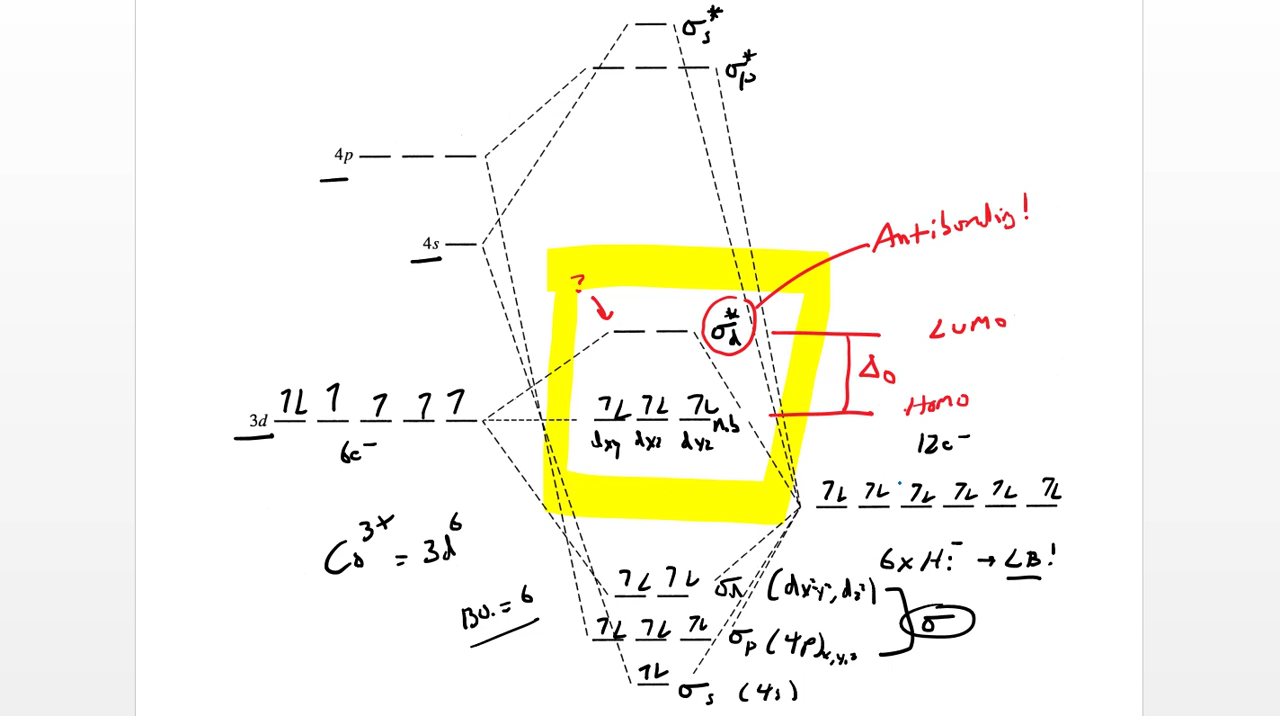 σs*
σp*
4p
Antibonding!
4s
?
σd*
LUMO
Δo
HOMO
3d
n.b
dxy dxz dyz
6e⁻
12e⁻
Co³⁺ = 3d⁶
6 x H:⁻ → LB!
σd (dx²-y², dz²)
B.O. = 6
σ
σp (4p)x,y,z
σs (4s)